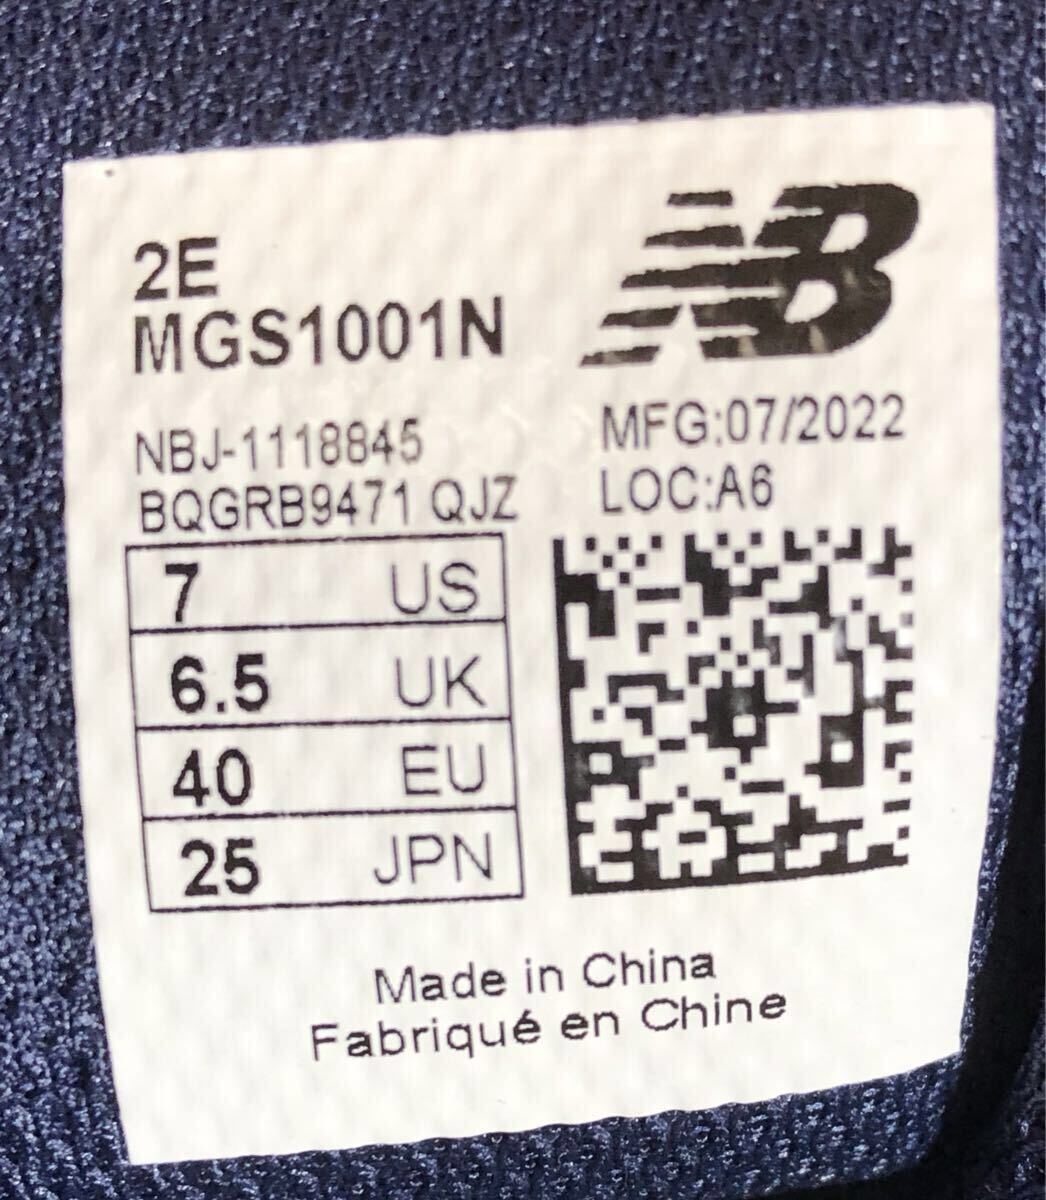 2E
MGS1001N
NB
NBJ-1118845
BQGRB9471 QJZ
MFG:07/2022
LOC:A6
7 US
6.5 UK
40 EU
25 JPN
Made in China
Fabriqué en Chine